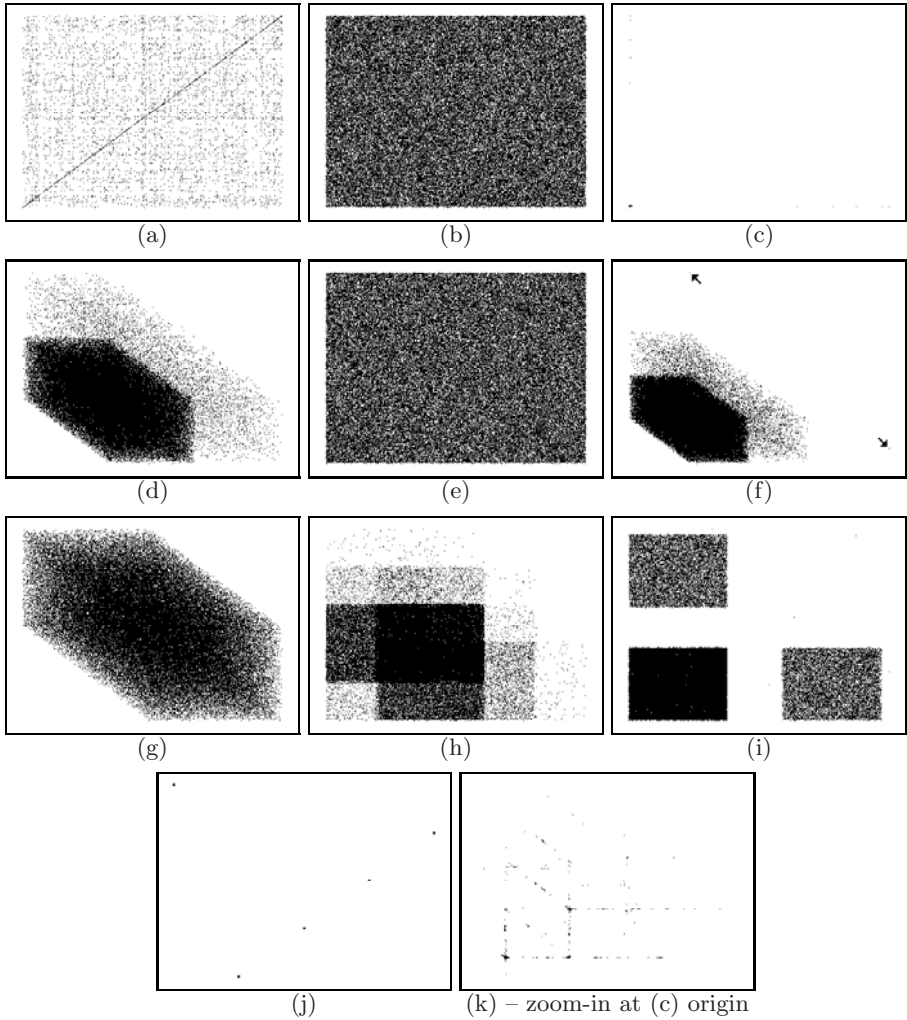 (a) (b) (c)
(d) (e) (f)
(g) (h) (i)
(j) (k) – zoom-in at (c) origin